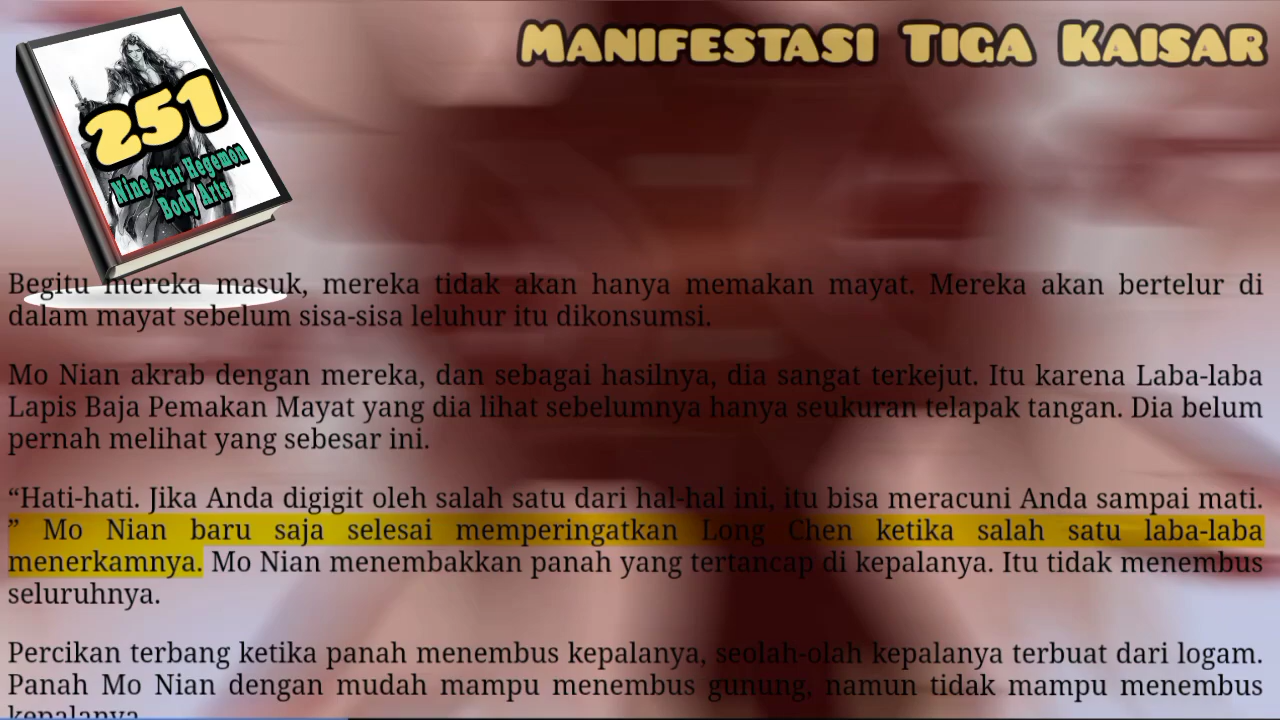 Manifestasi Tiga Kaisar
251
Nine Star Hegemon
Body Arts
Begitu mereka masuk, mereka tidak akan hanya memakan mayat. Mereka akan bertelur di
dalam mayat sebelum sisa-sisa leluhur itu dikonsumsi.
Mo Nian akrab dengan mereka, dan sebagai hasilnya, dia sangat terkejut. Itu karena Laba-laba
Lapis Baja Pemakan Mayat yang dia lihat sebelumnya hanya seukuran telapak tangan. Dia belum
pernah melihat yang sebesar ini.
“Hati-hati. Jika Anda digigit oleh salah satu dari hal-hal ini, itu bisa meracuni Anda sampai mati.
” Mo Nian baru saja selesai memperingatkan Long Chen ketika salah satu laba-laba
menerkamnya. Mo Nian menembakkan panah yang tertancap di kepalanya. Itu tidak menembus
seluruhnya.
Percikan terbang ketika panah menembus kepalanya, seolah-olah kepalanya terbuat dari logam.
Panah Mo Nian dengan mudah mampu menembus gunung, namun tidak mampu menembus
kepalanya.